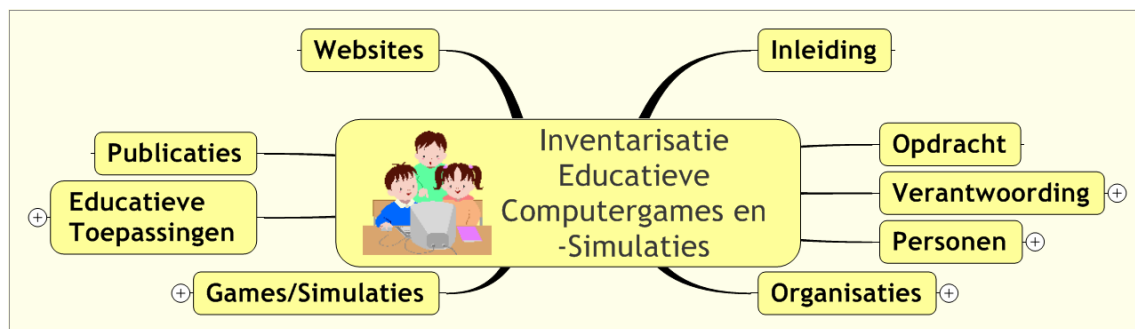 Websites
Inleiding
Inventarisatie
Educatieve
Computergames en
-Simulaties
Publicaties
Opdracht
Educatieve
Toepassingen
Verantwoording
Personen
Games/Simulaties
Organisaties